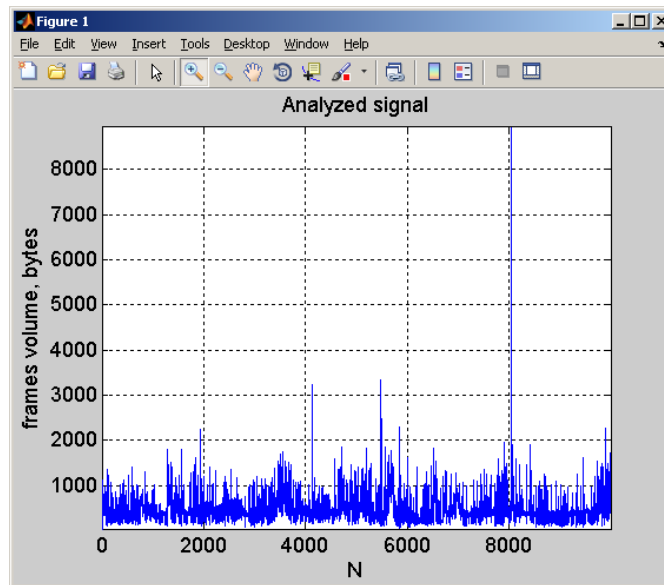 Figure 1
File Edit View Insert Tools Desktop Window Help
Analyzed signal
8000
7000
6000
5000
4000
3000
2000
1000
frames volume, bytes
0 2000 4000 6000 8000
N